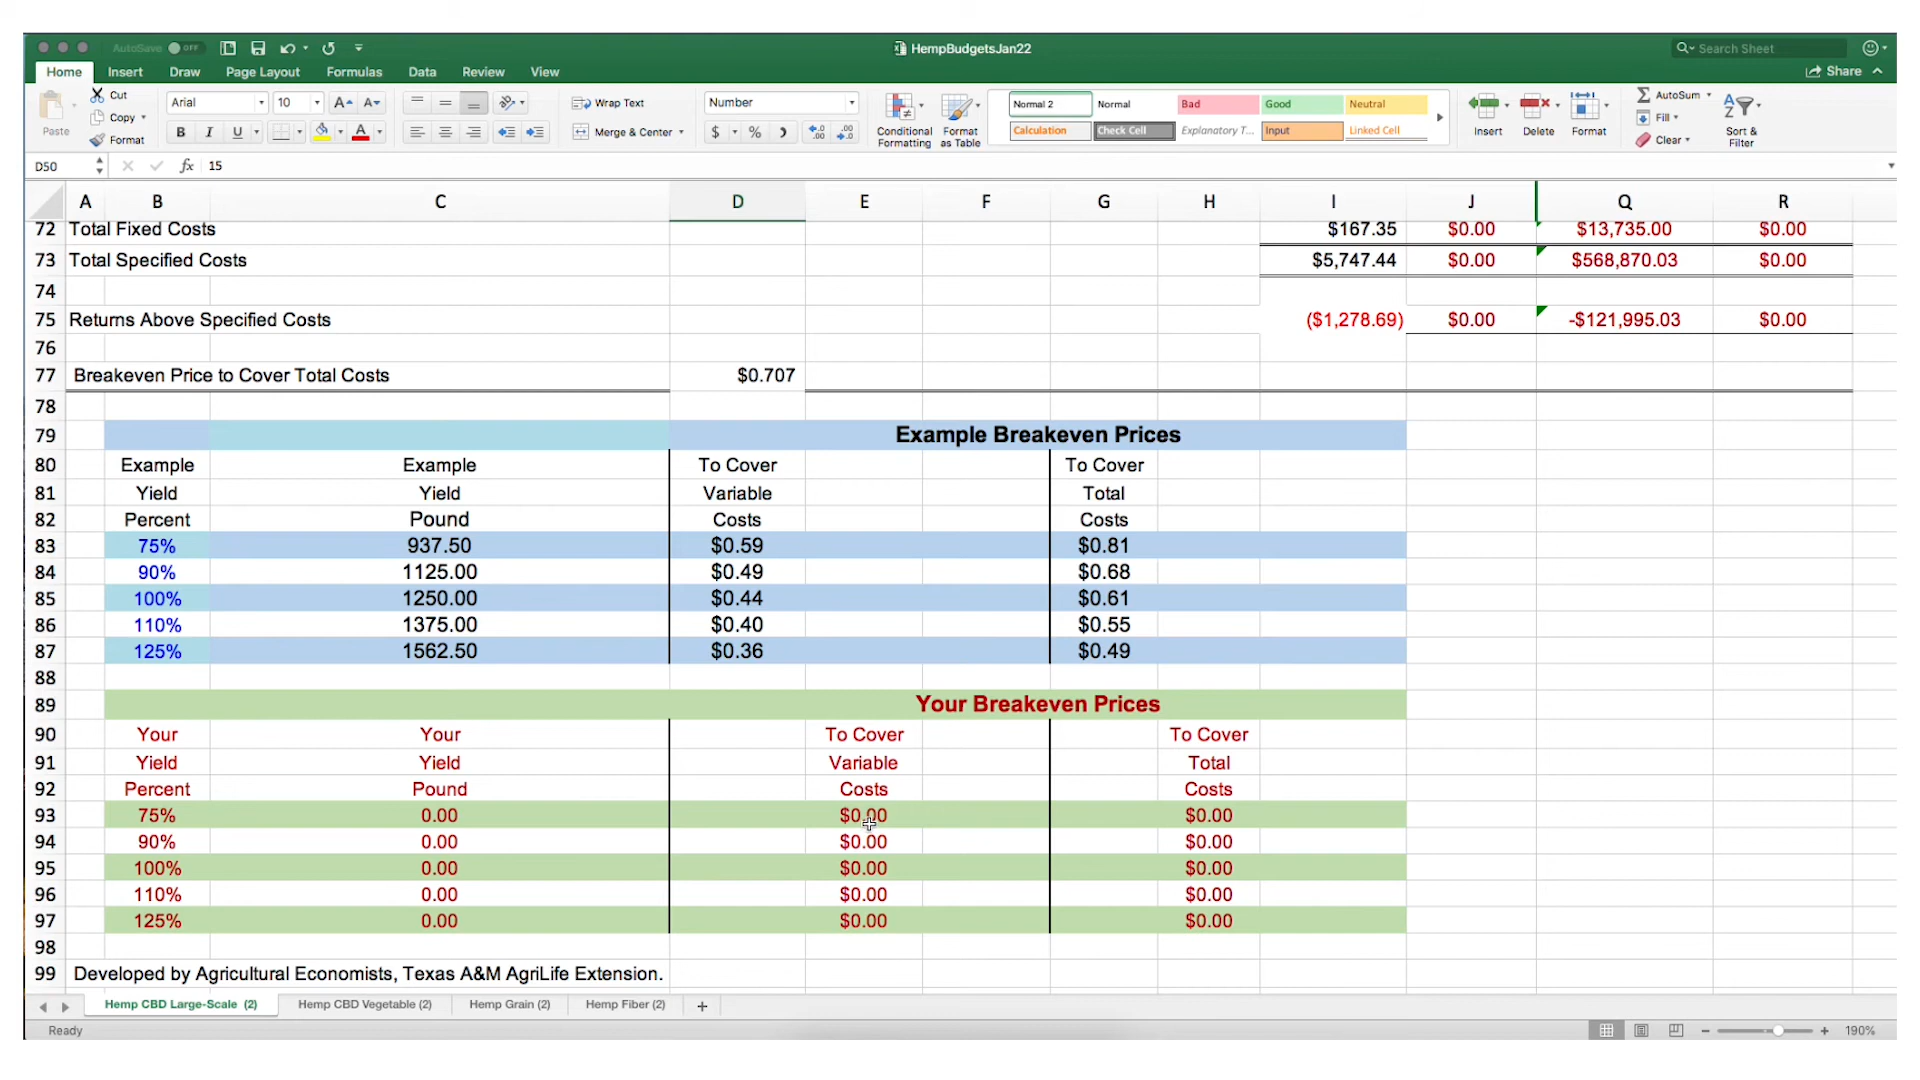 AutoSave OFF HempBudgetsJan22 Search Sheet
Home Insert Draw Page Layout Formulas Data Review View Share
Paste Cut Copy Format
Arial 10 A A Wrap Text Number
B I U A Merge & Center $ % )
Conditional Formatting Format as Table
Normal 2 Normal Bad Good Neutral
Calculation Check Cell Explanatory T... Input Linked Cell
Insert Delete Format
AutoSum Fill Clear
Sort & Filter
D50 fx 15
A B C D E F G H I J Q R
72 Total Fixed Costs $167.35 $0.00 $13,735.00 $0.00
73 Total Specified Costs $5,747.44 $0.00 $568,870.03 $0.00
74
75 Returns Above Specified Costs ($1,278.69) $0.00 -$121,995.03 $0.00
76
77 Breakeven Price to Cover Total Costs $0.707
78
79 Example Breakeven Prices
80 Example Example To Cover To Cover
81 Yield Yield Variable Total
82 Percent Pound Costs Costs
83 75% 937.50 $0.59 $0.81
84 90% 1125.00 $0.49 $0.68
85 100% 1250.00 $0.44 $0.61
86 110% 1375.00 $0.40 $0.55
87 125% 1562.50 $0.36 $0.49
88
89 Your Breakeven Prices
90 Your Your To Cover To Cover
91 Yield Yield Variable Total
92 Percent Pound Costs Costs
93 75% 0.00 $0.00 $0.00
94 90% 0.00 $0.00 $0.00
95 100% 0.00 $0.00 $0.00
96 110% 0.00 $0.00 $0.00
97 125% 0.00 $0.00 $0.00
98
99 Developed by Agricultural Economists, Texas A&M AgriLife Extension.
Hemp CBD Large-Scale (2) Hemp CBD Vegetable (2) Hemp Grain (2) Hemp Fiber (2) +
Ready 190%